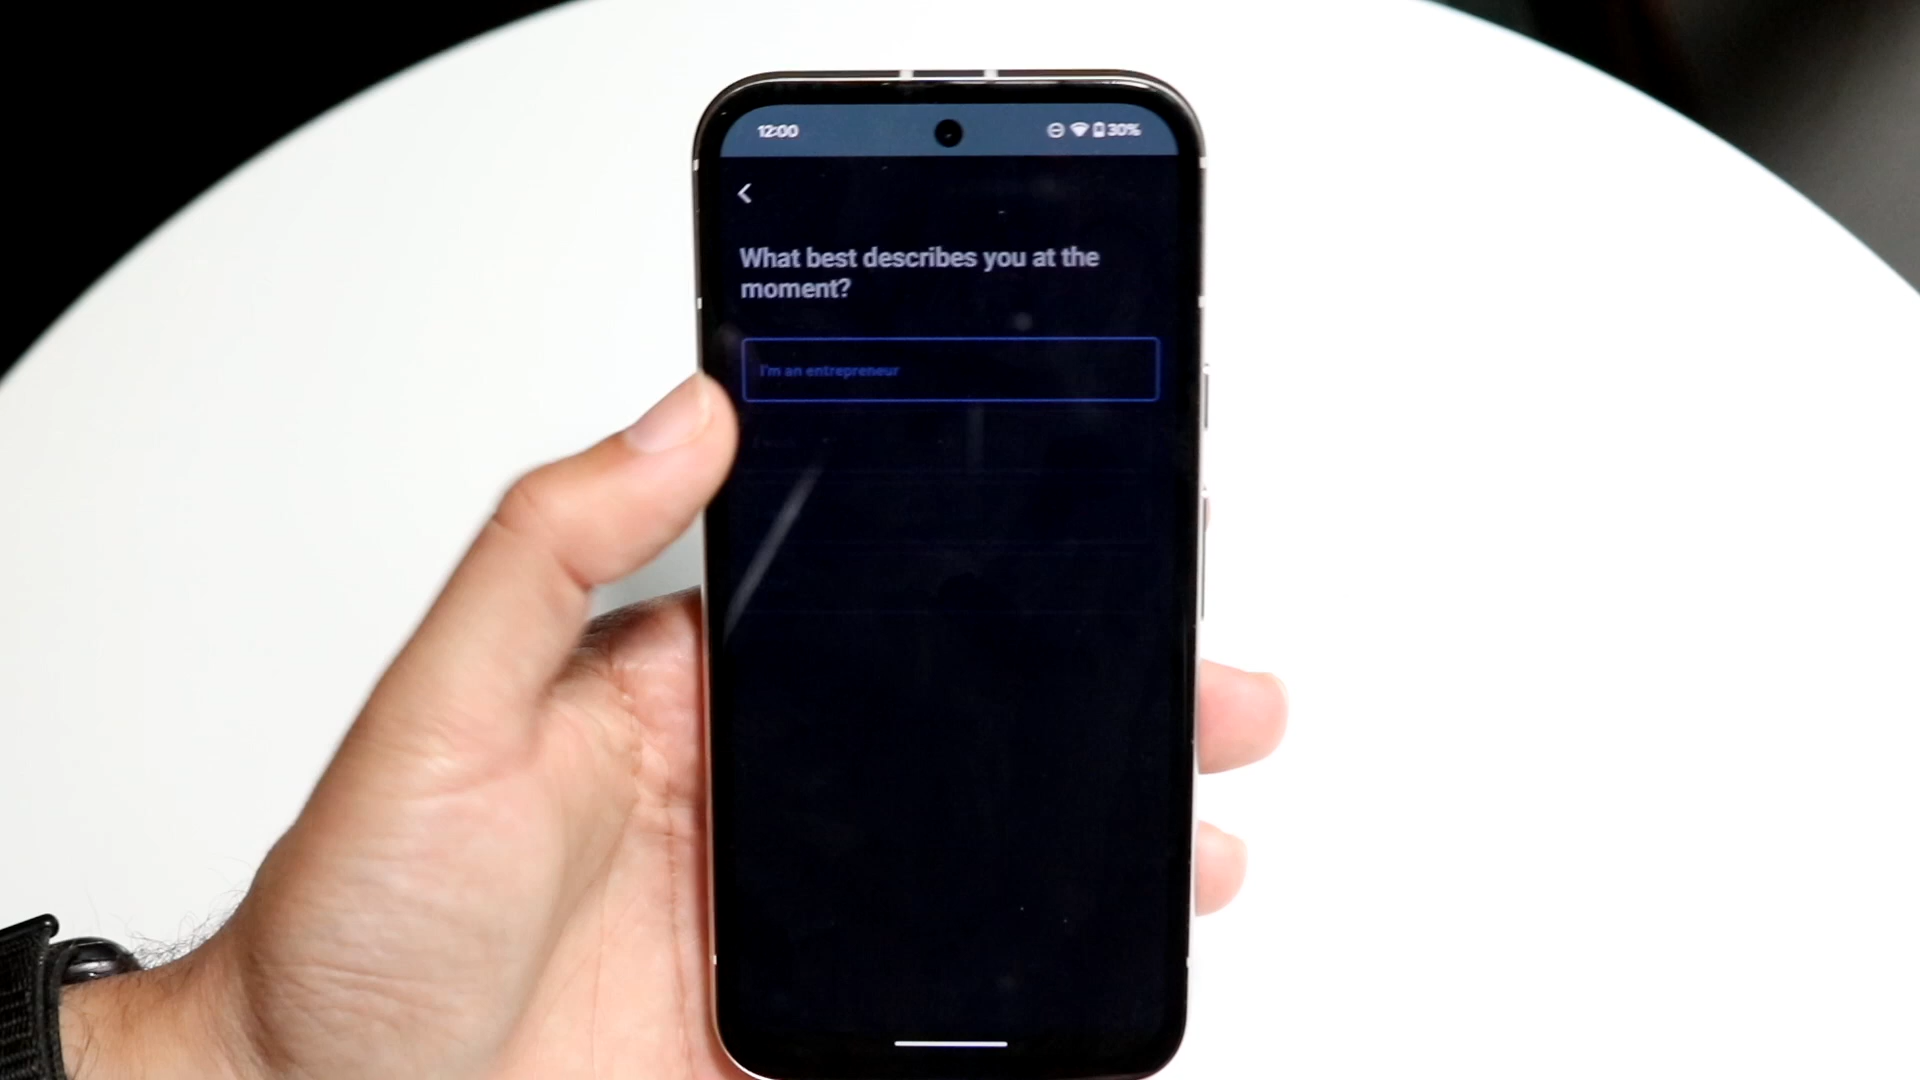 12:00
30%
What best describes you at the
moment?
I'm an entrepreneur